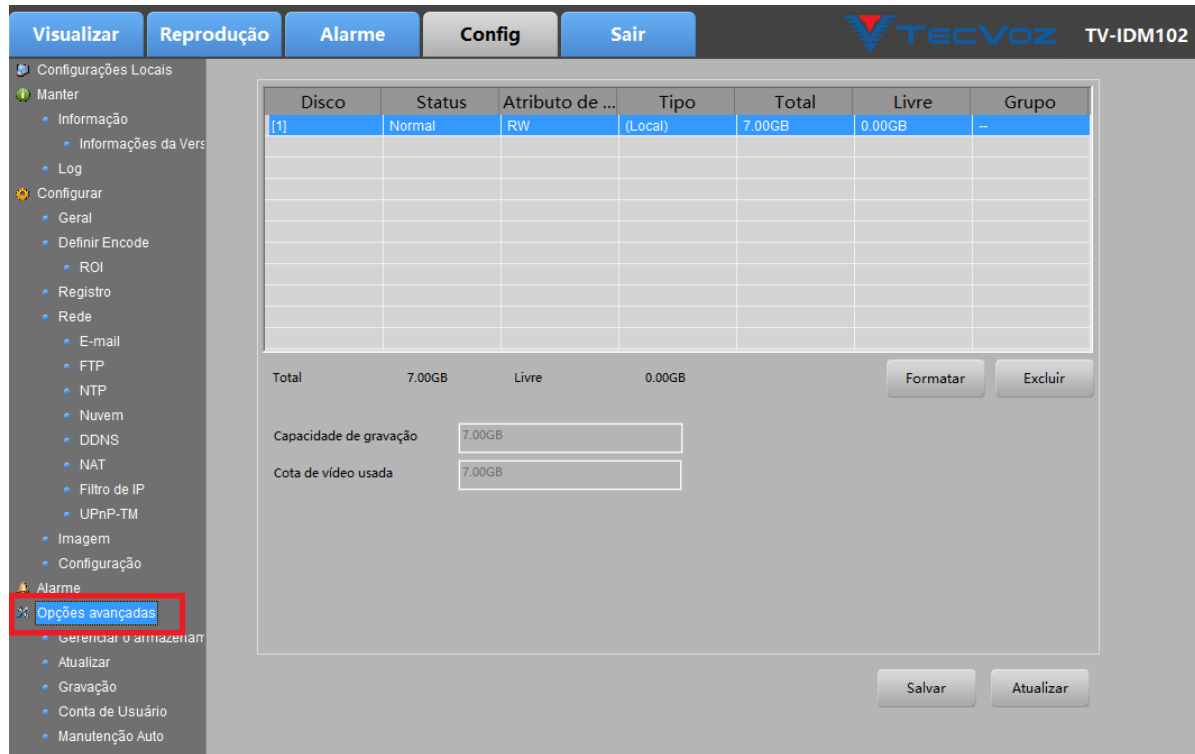 Visualizar Reprodução Alarme Config Sair TECVOZ TV-IDM102
Configurações Locais
Manter
Informação
Informações da Vers
Log
Configurar
Geral
Definir Encode
ROI
Registro
Rede
E-mail
FTP
NTP
Nuvem
DDNS
NAT
Filtro de IP
UPnP-TM
Imagem
Configuração
Alarme
Opções avançadas
Gerenciar o armazenam
Atualizar
Gravação
Conta de Usuário
Manutenção Auto
Disco Status Atributo de ... Tipo Total Livre Grupo
[1] Normal RW (Local) 7.00GB 0.00GB --
Total 7.00GB Livre 0.00GB Formatar Excluir
Capacidade de gravação 7.00GB
Cota de vídeo usada 7.00GB
Salvar Atualizar